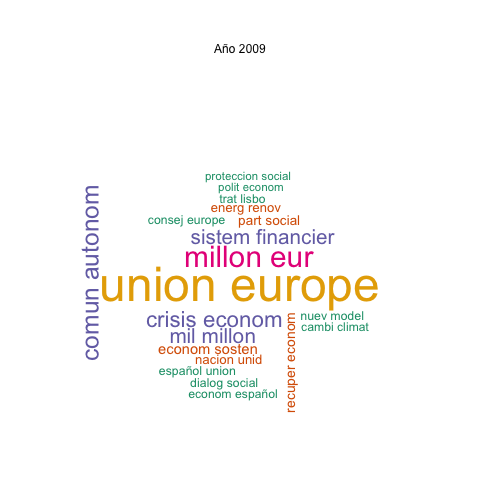 Año 2009
proteccion social
polit econom
trat lisbo
energ renov
consej europe
part social
sistem financier
millon eur
comun autonom
union europe
crisis econom
nuev model
cambi climat
mil millon
recuper econom
econom sosten
nacion unid
español union
dialog social
econom español